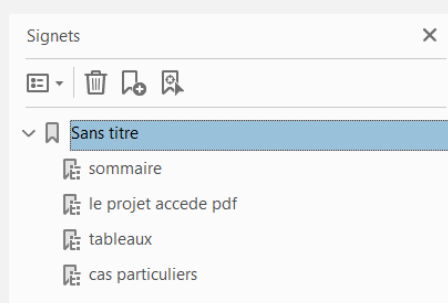 Signets
Sans titre
sommaire
le projet accede pdf
tableaux
cas particuliers